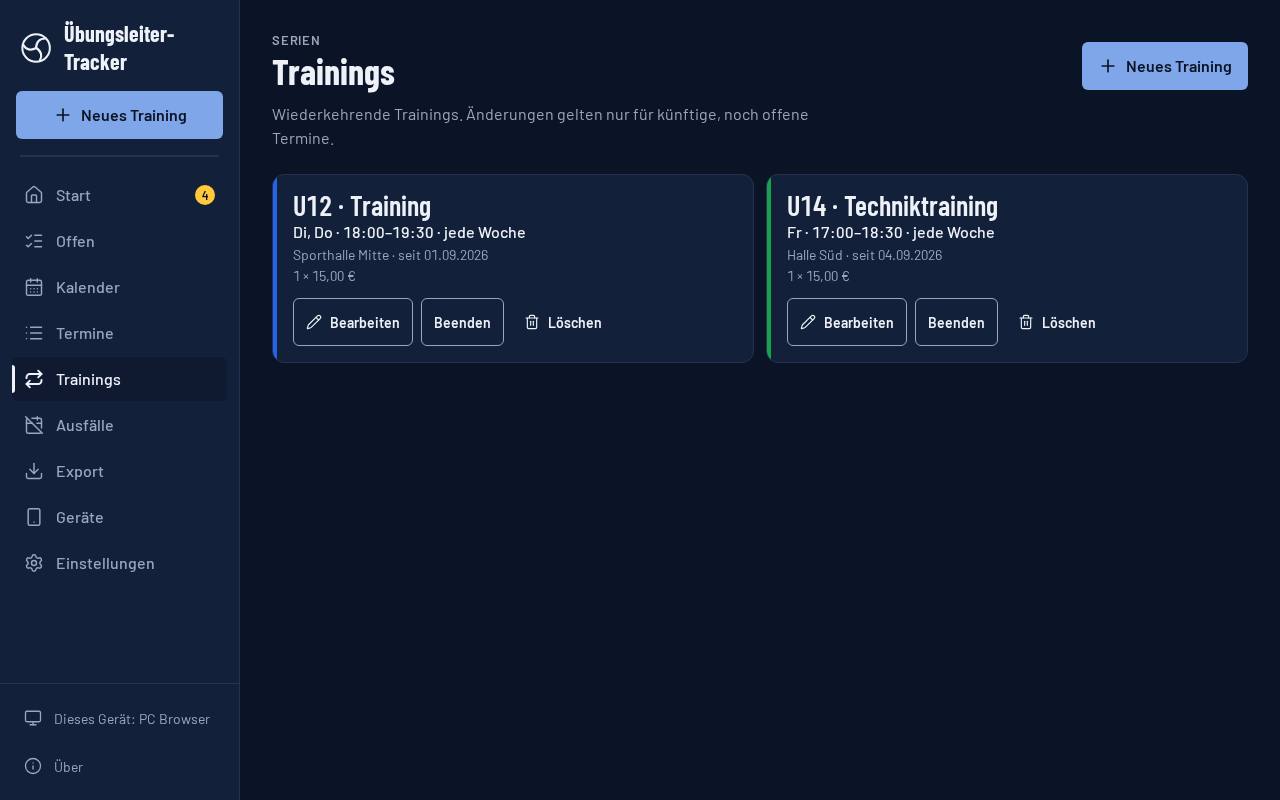 Übungsleiter-
Tracker
Neues Training
Start
4
Offen
Kalender
Termine
Trainings
Ausfälle
Export
Geräte
Einstellungen
Dieses Gerät: PC Browser
Über
SERIEN
Trainings
Wiederkehrende Trainings. Änderungen gelten nur für künftige, noch offene
Termine.
Neues Training
U12 · Training
Di, Do · 18:00–19:30 · jede Woche
Sporthalle Mitte · seit 01.09.2026
1 × 15,00 €
Bearbeiten
Beenden
Löschen
U14 · Techniktraining
Fr · 17:00–18:30 · jede Woche
Halle Süd · seit 04.09.2026
1 × 15,00 €
Bearbeiten
Beenden
Löschen